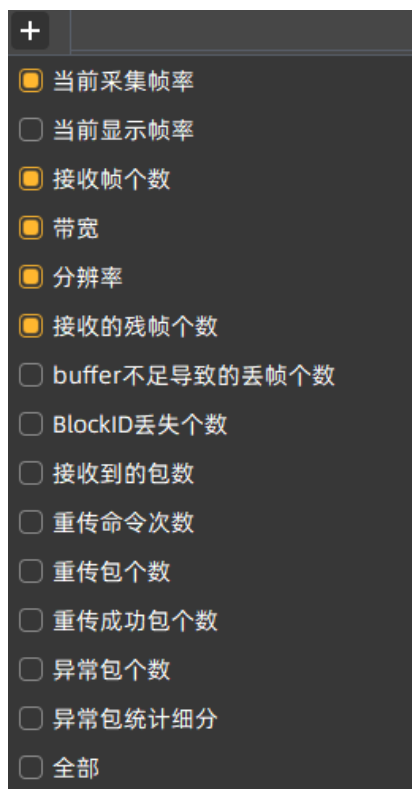 +
当前采集帧率
当前显示帧率
接收帧个数
带宽
分辨率
接收的残帧个数
buffer不足导致的丢帧个数
BlockID丢失个数
接收到的包数
重传命令次数
重传包个数
重传成功包个数
异常包个数
异常包统计细分
全部